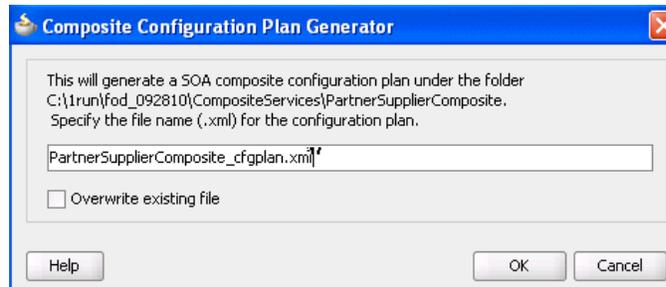 Composite Configuration Plan Generator
This will generate a SOA composite configuration plan under the folder
C:\1run\fod_092810\CompositeServices\PartnerSupplierComposite.
Specify the file name (.xml) for the configuration plan.
PartnerSupplierComposite_cfgplan.xml
Overwrite existing file
Help
OK
Cancel